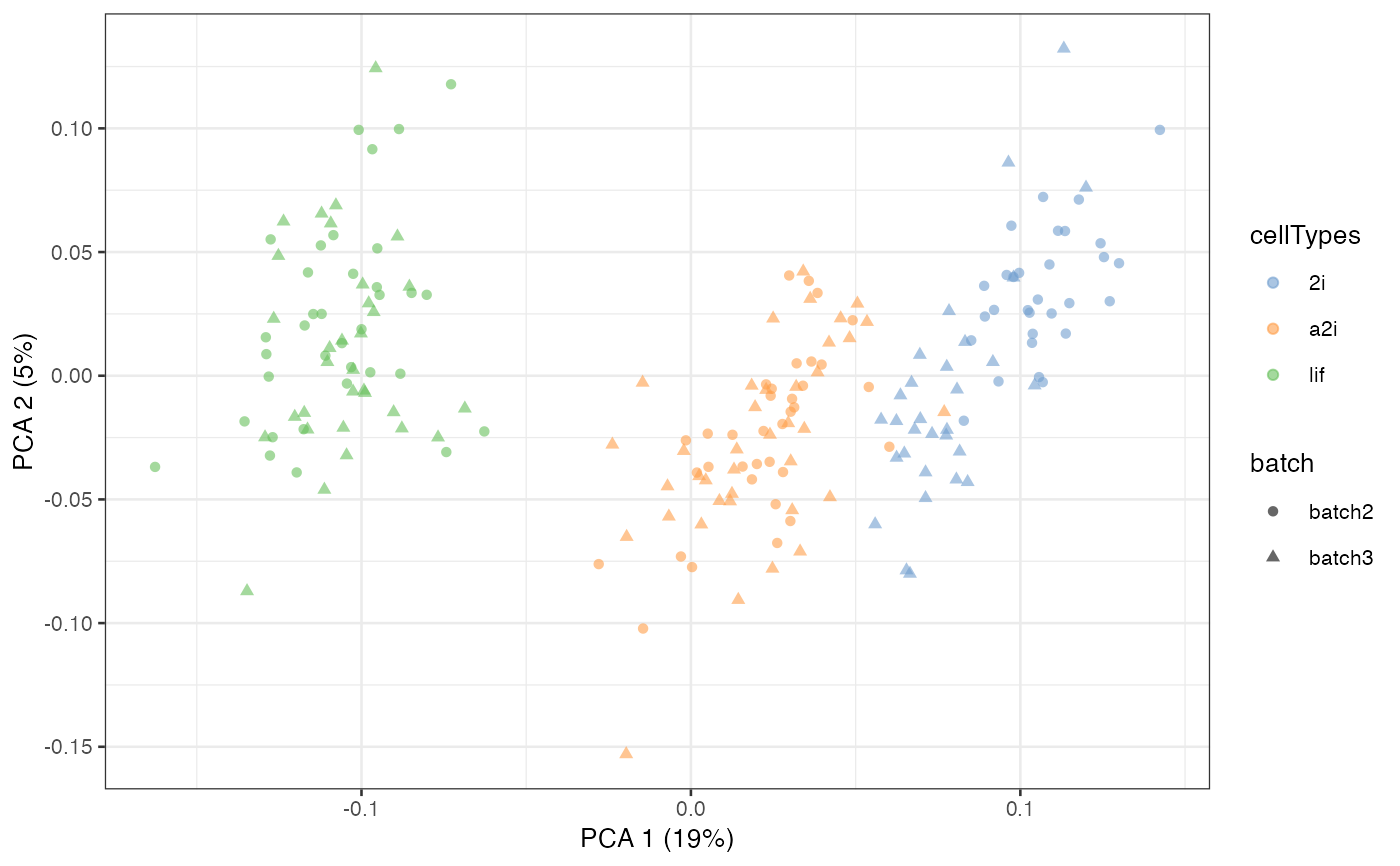 PCA 2 (5%)
0.10
0.05
0.00
-0.05
-0.10
-0.15
-0.1
0.0
0.1
PCA 1 (19%)
cellTypes
2i
a2i
lif
batch
batch2
batch3